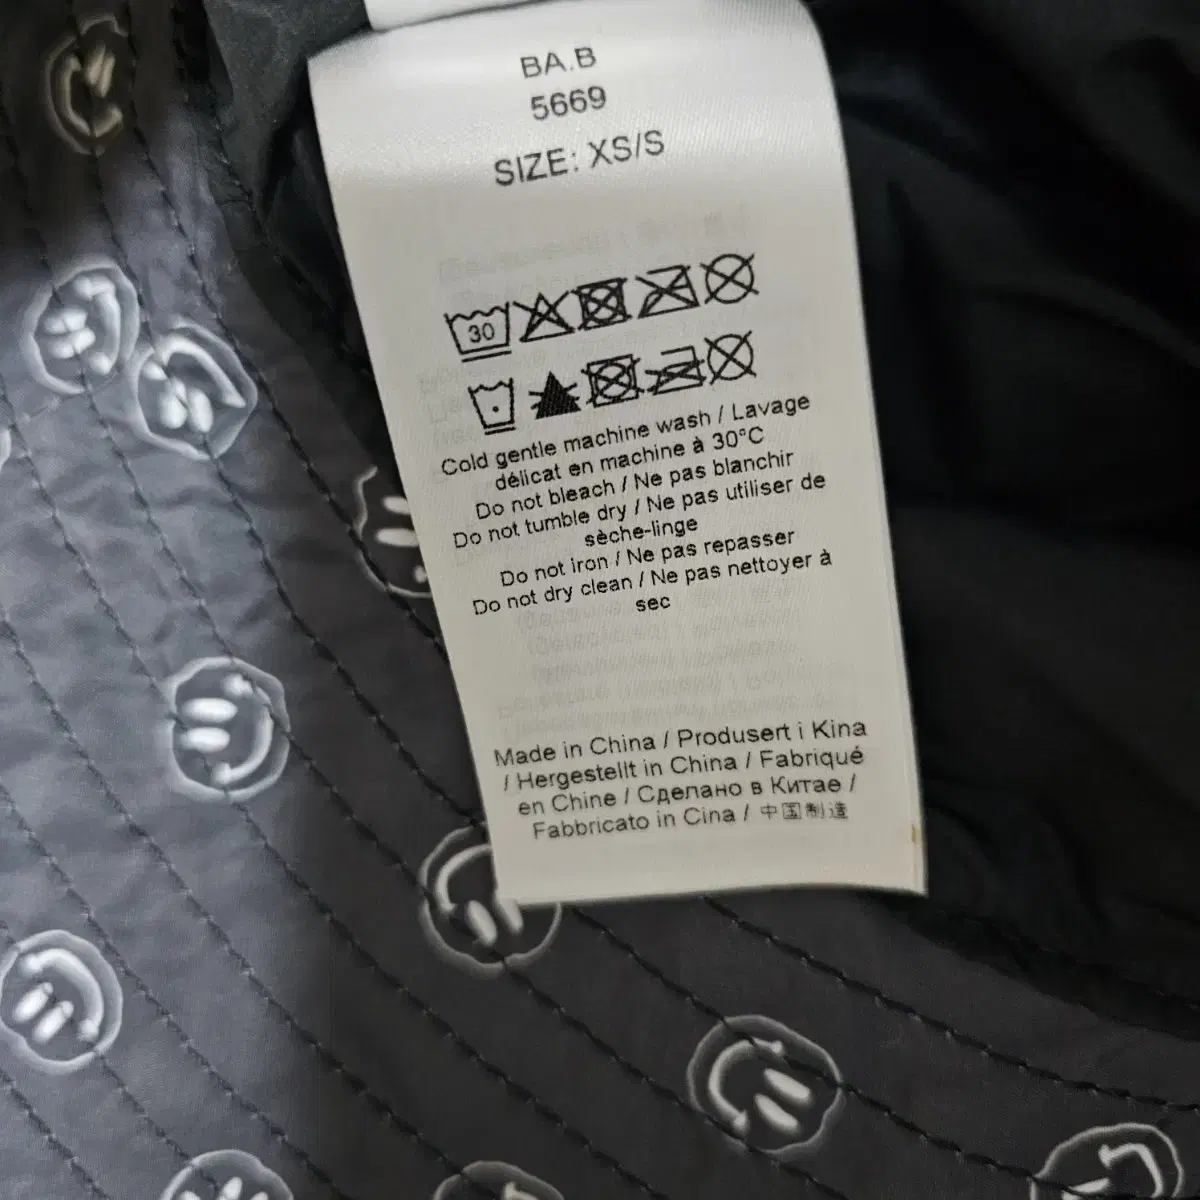 BA.B
5669
SIZE: XS/S
30
Cold gentle machine wash / Lavage
délicat en machine à 30°C
Do not bleach / Ne pas blanchir
Do not tumble dry / Ne pas utiliser de
sèche-linge
Do not iron / Ne pas repasser
Do not dry clean / Ne pas nettoyer à
sec
Made in China / Produsert i Kina
/ Hergestellt in China / Fabriqué
en Chine / Сделано в Китае /
Fabbricato in Cina / 中国制造